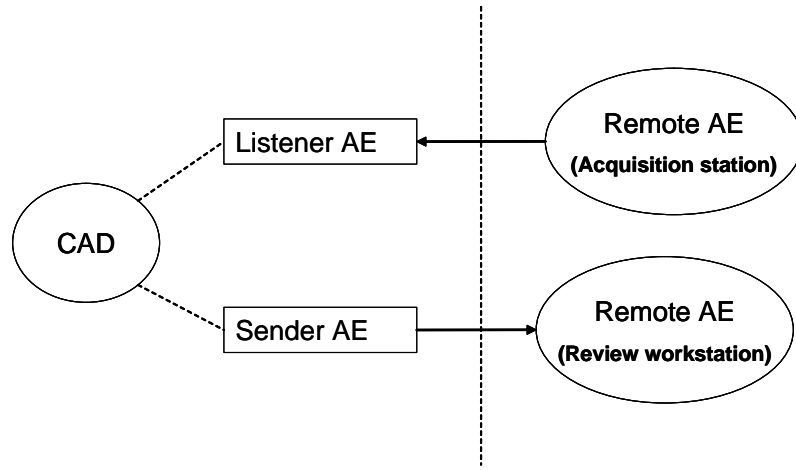 Listener AE
Remote AE
(Acquisition station)
CAD
Sender AE
Remote AE
(Review workstation)